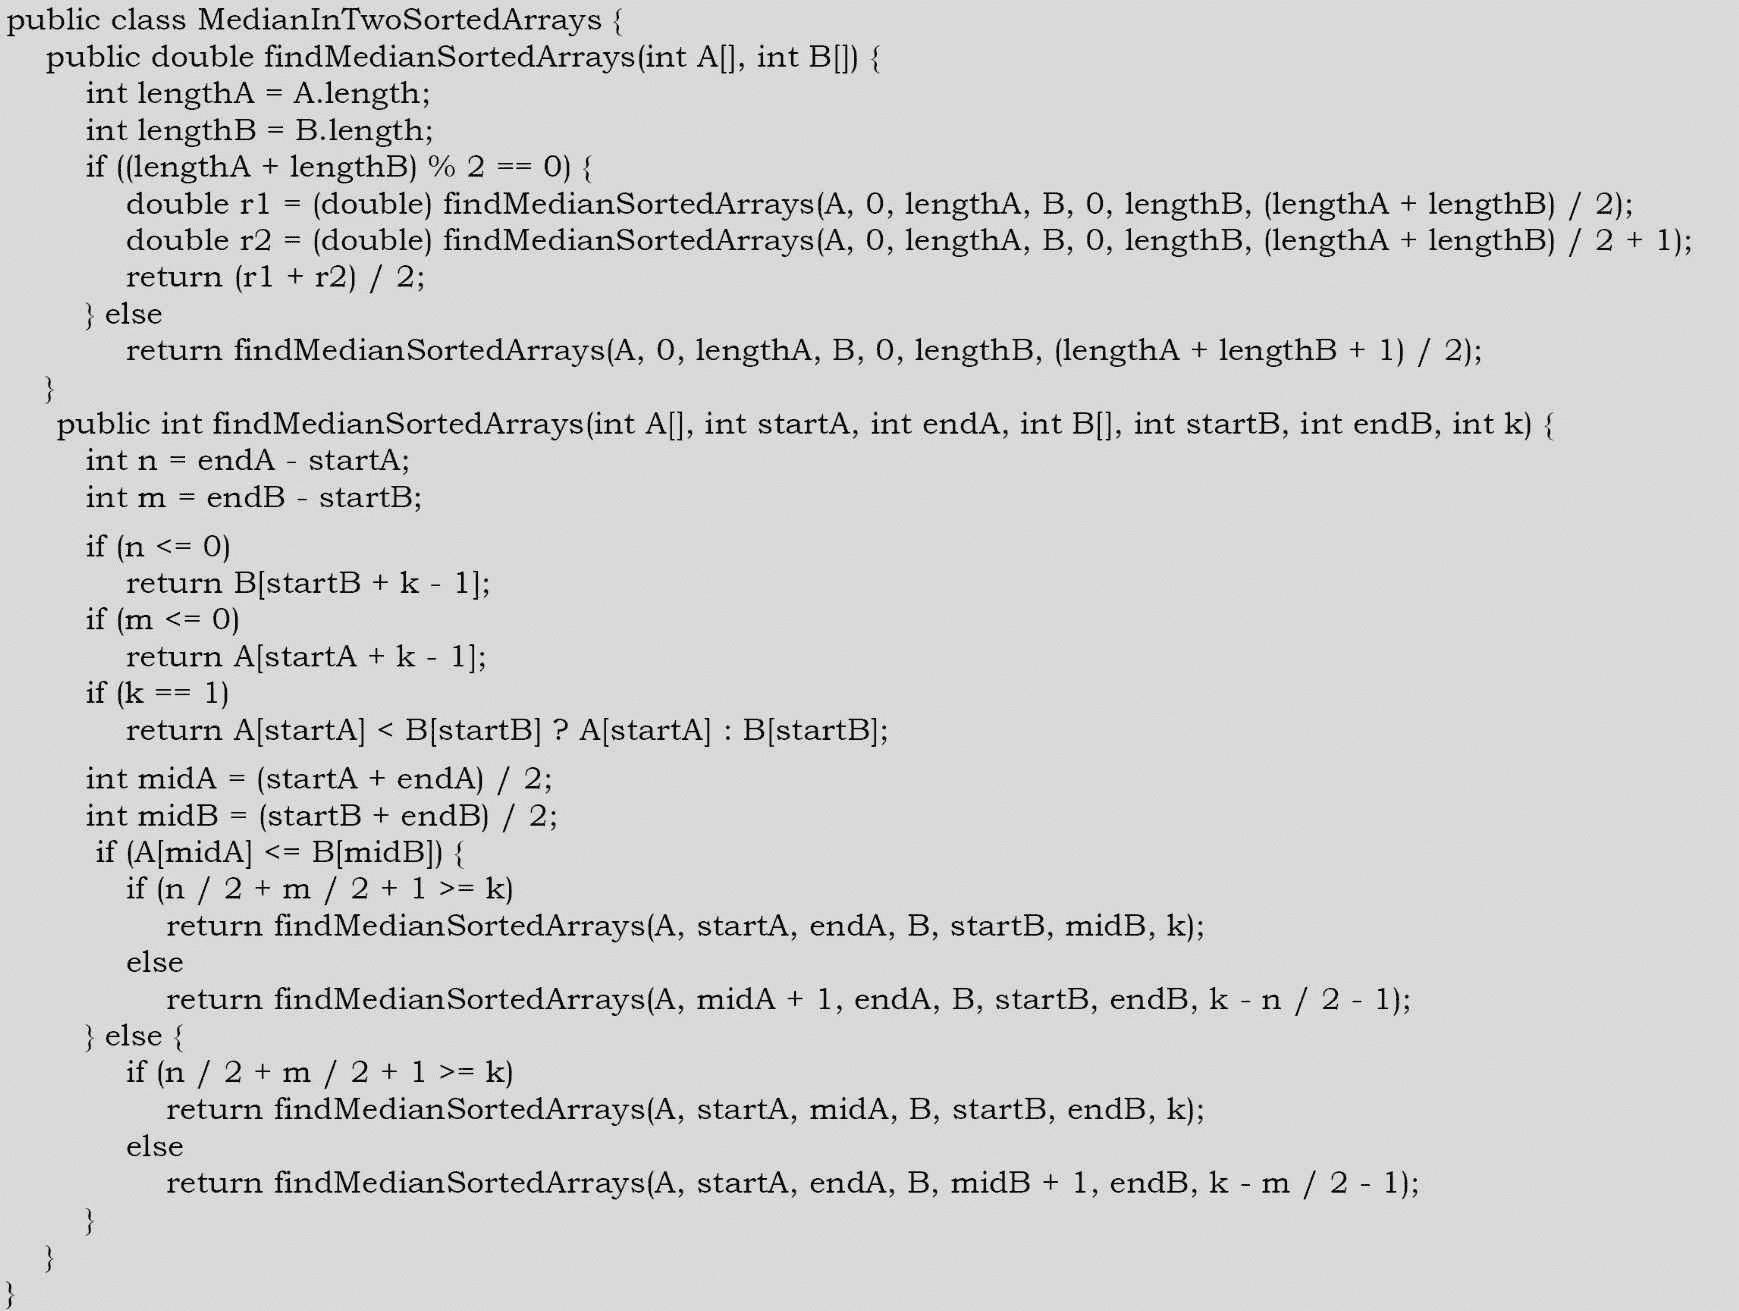 public class MedianInTwoSortedArrays {
public double findMedianSortedArrays(int A[], int B[]) {
int lengthA = A.length;
int lengthB = B.length;
if ((lengthA + lengthB) % 2 == 0) {
double r1 = (double) findMedianSortedArrays(A, 0, lengthA, B, 0, lengthB, (lengthA + lengthB) / 2);
double r2 = (double) findMedianSortedArrays(A, 0, lengthA, B, 0, lengthB, (lengthA + lengthB) / 2 + 1);
return (r1 + r2) / 2;
} else
return findMedianSortedArrays(A, 0, lengthA, B, 0, lengthB, (lengthA + lengthB + 1) / 2);
}
public int findMedianSortedArrays(int A[], int startA, int endA, int B[], int startB, int endB, int k) {
int n = endA - startA;
int m = endB - startB;
if (n <= 0)
return B[startB + k - 1];
if (m <= 0)
return A[startA + k - 1];
if (k == 1)
return A[startA] < B[startB] ? A[startA] : B[startB];
int midA = (startA + endA) / 2;
int midB = (startB + endB) / 2;
if (A[midA] <= B[midB]) {
if (n / 2 + m / 2 + 1 >= k)
return findMedianSortedArrays(A, startA, endA, B, startB, midB, k);
else
return findMedianSortedArrays(A, midA + 1, endA, B, startB, endB, k - n / 2 - 1);
} else {
if (n / 2 + m / 2 + 1 >= k)
return findMedianSortedArrays(A, startA, midA, B, startB, endB, k);
else
return findMedianSortedArrays(A, startA, endA, B, midB + 1, endB, k - m / 2 - 1);
}
}
}